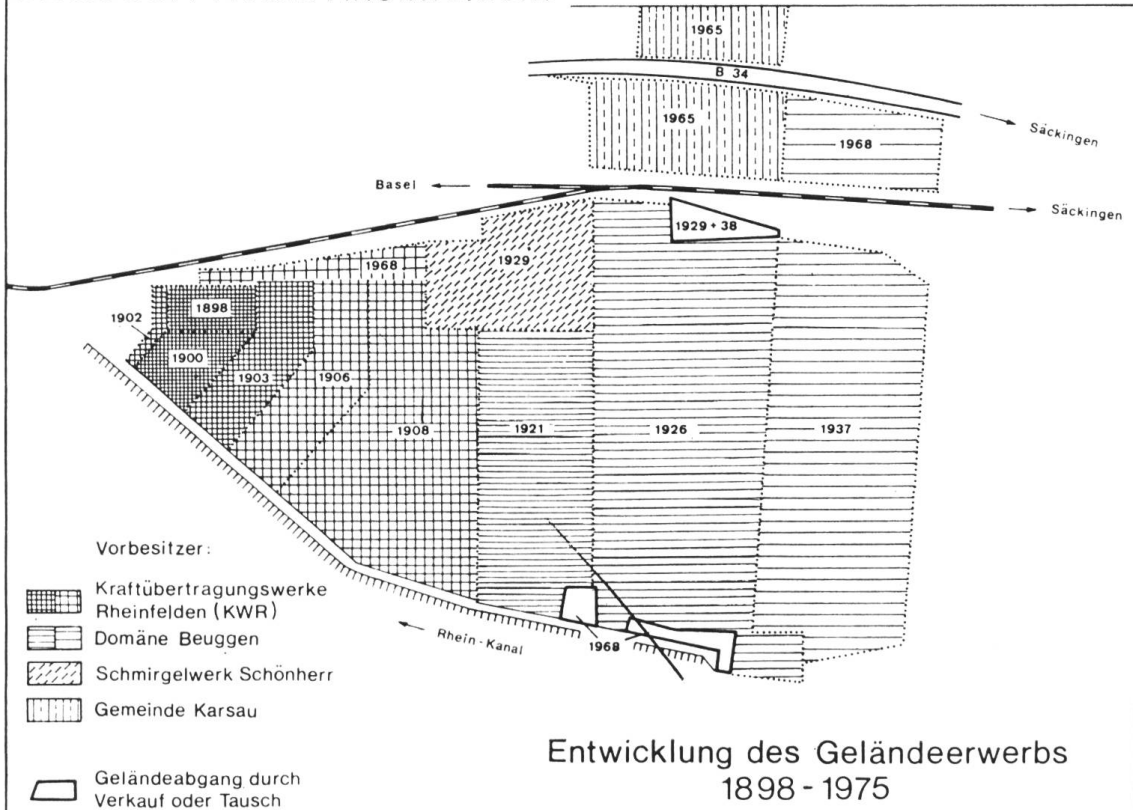 1965
B 34
1965
1968
Säckingen
Basel
Säckingen
1929 + 38
1968
1929
1898
1902
1900
1903
1906
1908
1921
1926
1937
1968
Rhein-Kanal
Vorbesitzer:
Kraftübertragungswerke
Rheinfelden (KWR)
Domäne Beuggen
Schmirgelwerk Schönherr
Gemeinde Karsau
Geländeabgang durch
Verkauf oder Tausch
Entwicklung des Geländeerwerbs
1898 - 1975